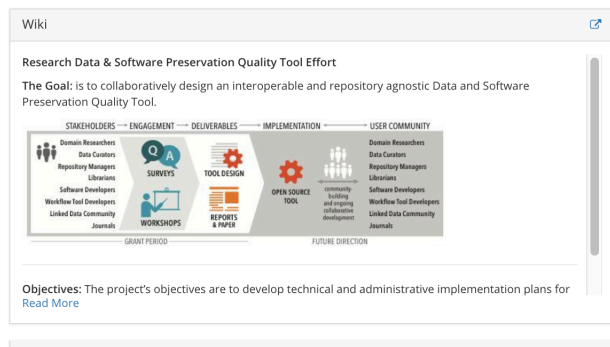 Wiki
Research Data & Software Preservation Quality Tool Effort
The Goal: is to collaboratively design an interoperable and repository agnostic Data and Software
Preservation Quality Tool.
STAKEHOLDERS → ENGAGEMENT → DELIVERABLES → IMPLEMENTATION ↔ USER COMMUNITY
Domain Researchers
Data Curators
Repository Managers
Librarians
Software Developers
Workflow Tool Developers
Linked Data Community
Journals
Q A
SURVEYS
WORKSHOPS
TOOL DESIGN
REPORTS
& PAPER
OPEN SOURCE
TOOL
community-
building
and ongoing
collaborative
development
Domain Researchers
Data Curators
Repository Managers
Librarians
Software Developers
Workflow Tool Developers
Linked Data Community
Journals
GRANT PERIOD
FUTURE DIRECTION
Objectives: The project's objectives are to develop technical and administrative implementation plans for
Read More